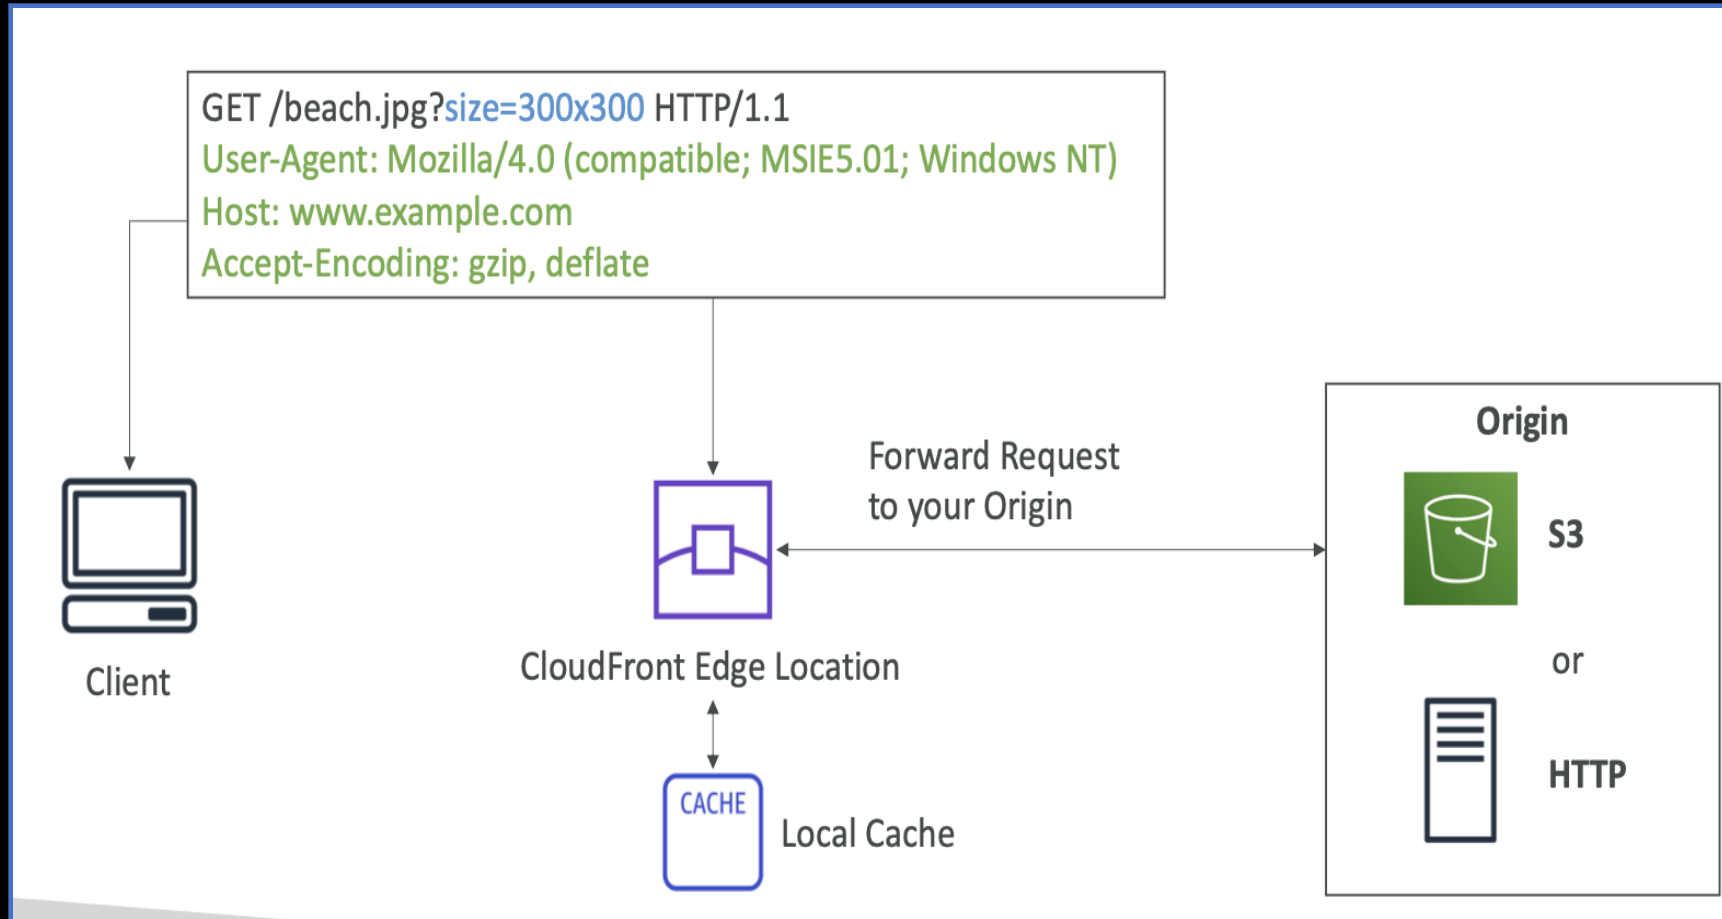 GET /beach.jpg?size=300x300 HTTP/1.1
User-Agent: Mozilla/4.0 (compatible; MSIE5.01; Windows NT)
Host: www.example.com
Accept-Encoding: gzip, deflate
Forward Request
to your Origin
Origin
S3
or
HTTP
Client
CloudFront Edge Location
CACHE
Local Cache